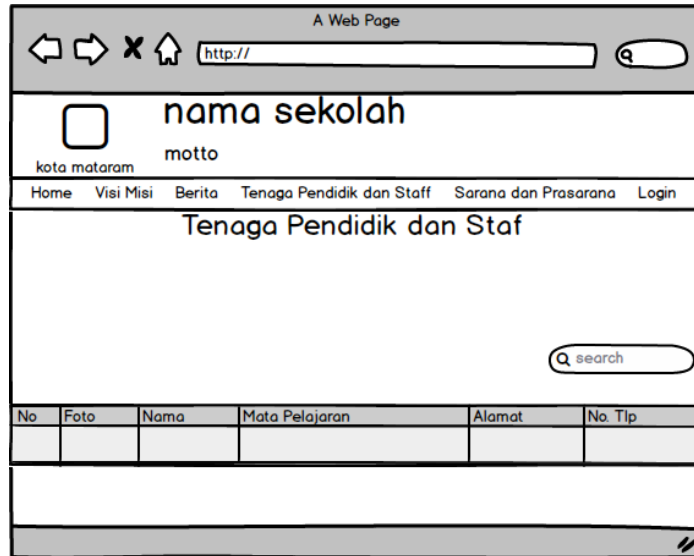 A Web Page
http://
nama sekolah
motto
kota mataram
Home Visi Misi Berita Tenaga Pendidik dan Staff Sarana dan Prasarana Login
Tenaga Pendidik dan Staf
search
No Foto Nama Mata Pelajaran Alamat No. Tlp